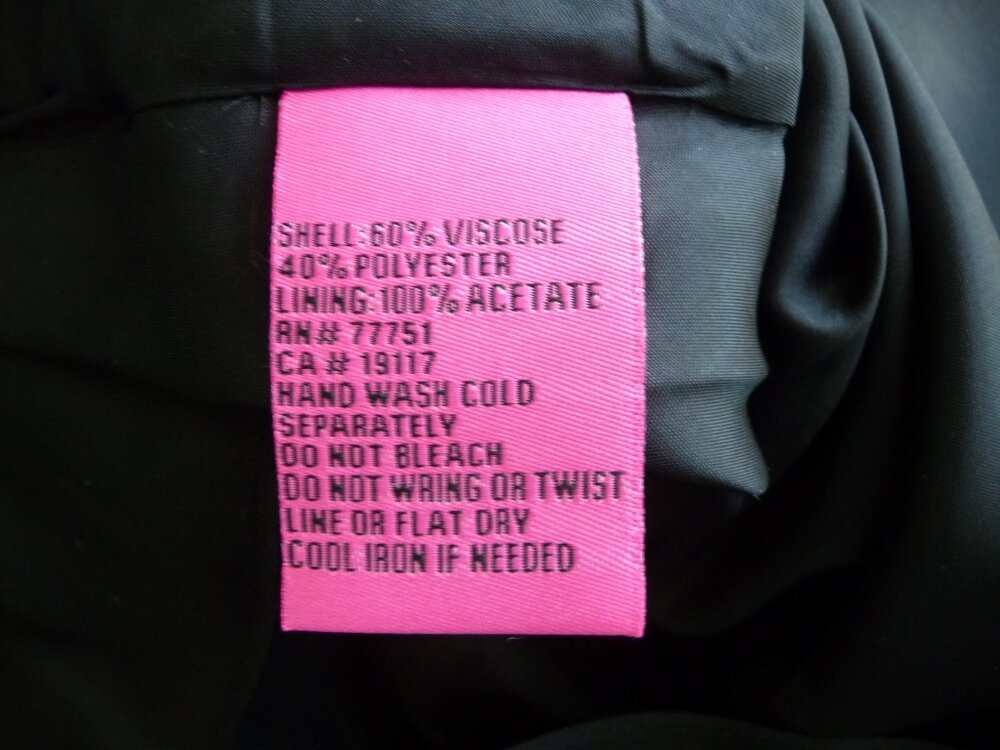 SHELL:60% VISCOSE
40% POLYESTER
LINING:100% ACETATE
RN# 77751
CA # 19117
HAND WASH COLD
SEPARATELY
DO NOT BLEACH
DO NOT WRING OR TWIST
LINE OR FLAT DRY
COOL IRON IF NEEDED